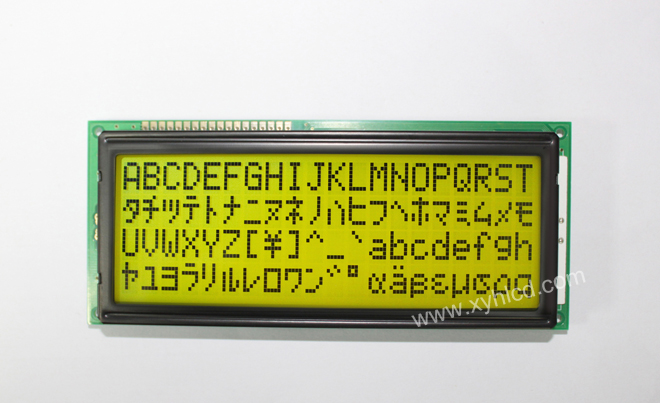 ABCDEFGHIJKLMNOPQRST
タチツテトナニヌネノハヒフヘホマミムメモ
UVWXYZ[¥]^_`abcdefgh
ヤユヨラリルレロワン゛゜ αäβεμσρq
www.xyhlcd.com